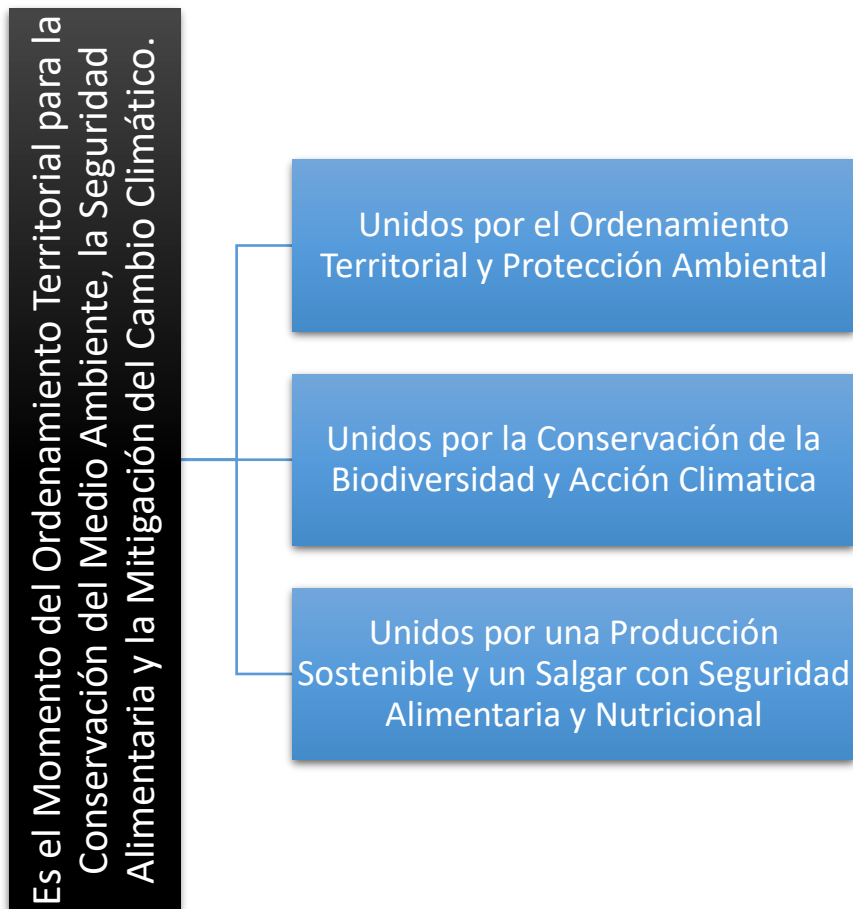 Es el Momento del Ordenamiento Territorial para la
Conservación del Medio Ambiente, la Seguridad
Alimentaria y la Mitigación del Cambio Climático.
Unidos por el Ordenamiento
Territorial y Protección Ambiental
Unidos por la Conservación de la
Biodiversidad y Acción Climatica
Unidos por una Producción
Sostenible y un Salgar con Seguridad
Alimentaria y Nutricional